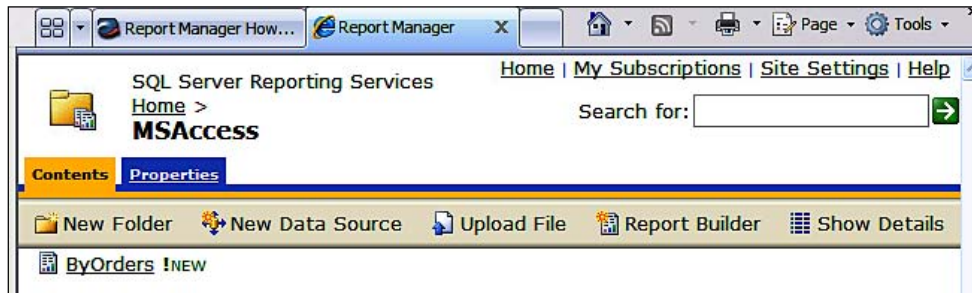 Report Manager How... Report Manager X Page Tools
SQL Server Reporting Services
Home | My Subscriptions | Site Settings | Help
Home >
Search for:
MSAccess
Contents Properties
New Folder New Data Source Upload File Report Builder Show Details
ByOrders !NEW